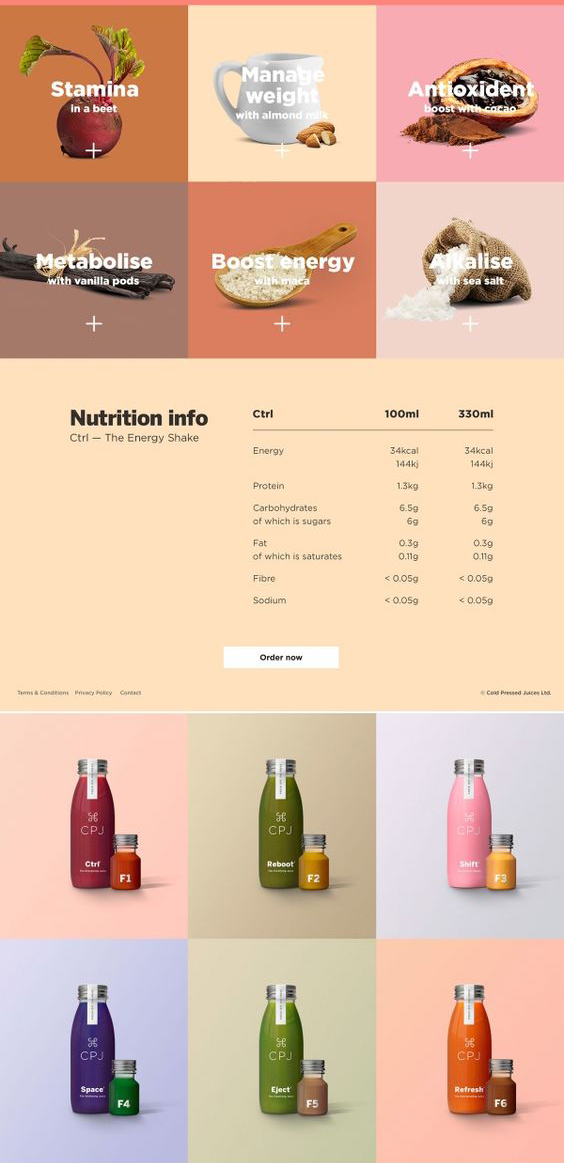 Stamina
in a beet
Manage
weight
with almond milk
Antioxident
boost with cacao
Metabolise
with vanilla pods
Boost energy
with maca
Alkalise
with sea salt
Nutrition info
Ctrl — The Energy Shake
Ctrl 100ml 330ml
Energy 34kcal 34kcal
144kj 144kj
Protein 1.3kg 1.3kg
Carbohydrates 6.5g 6.5g
of which is sugars 6g 6g
Fat 0.3g 0.3g
of which is saturates 0.11g 0.11g
Fibre < 0.05g < 0.05g
Sodium < 0.05g < 0.05g
Order now
Terms & Conditions Privacy Policy Contact
© Cold Pressed Juices Ltd.
CPJ
Ctrl
F1
CPJ
Reboot
F2
CPJ
Shift
F3
CPJ
Space
F4
CPJ
Eject
F5
CPJ
Refresh
F6